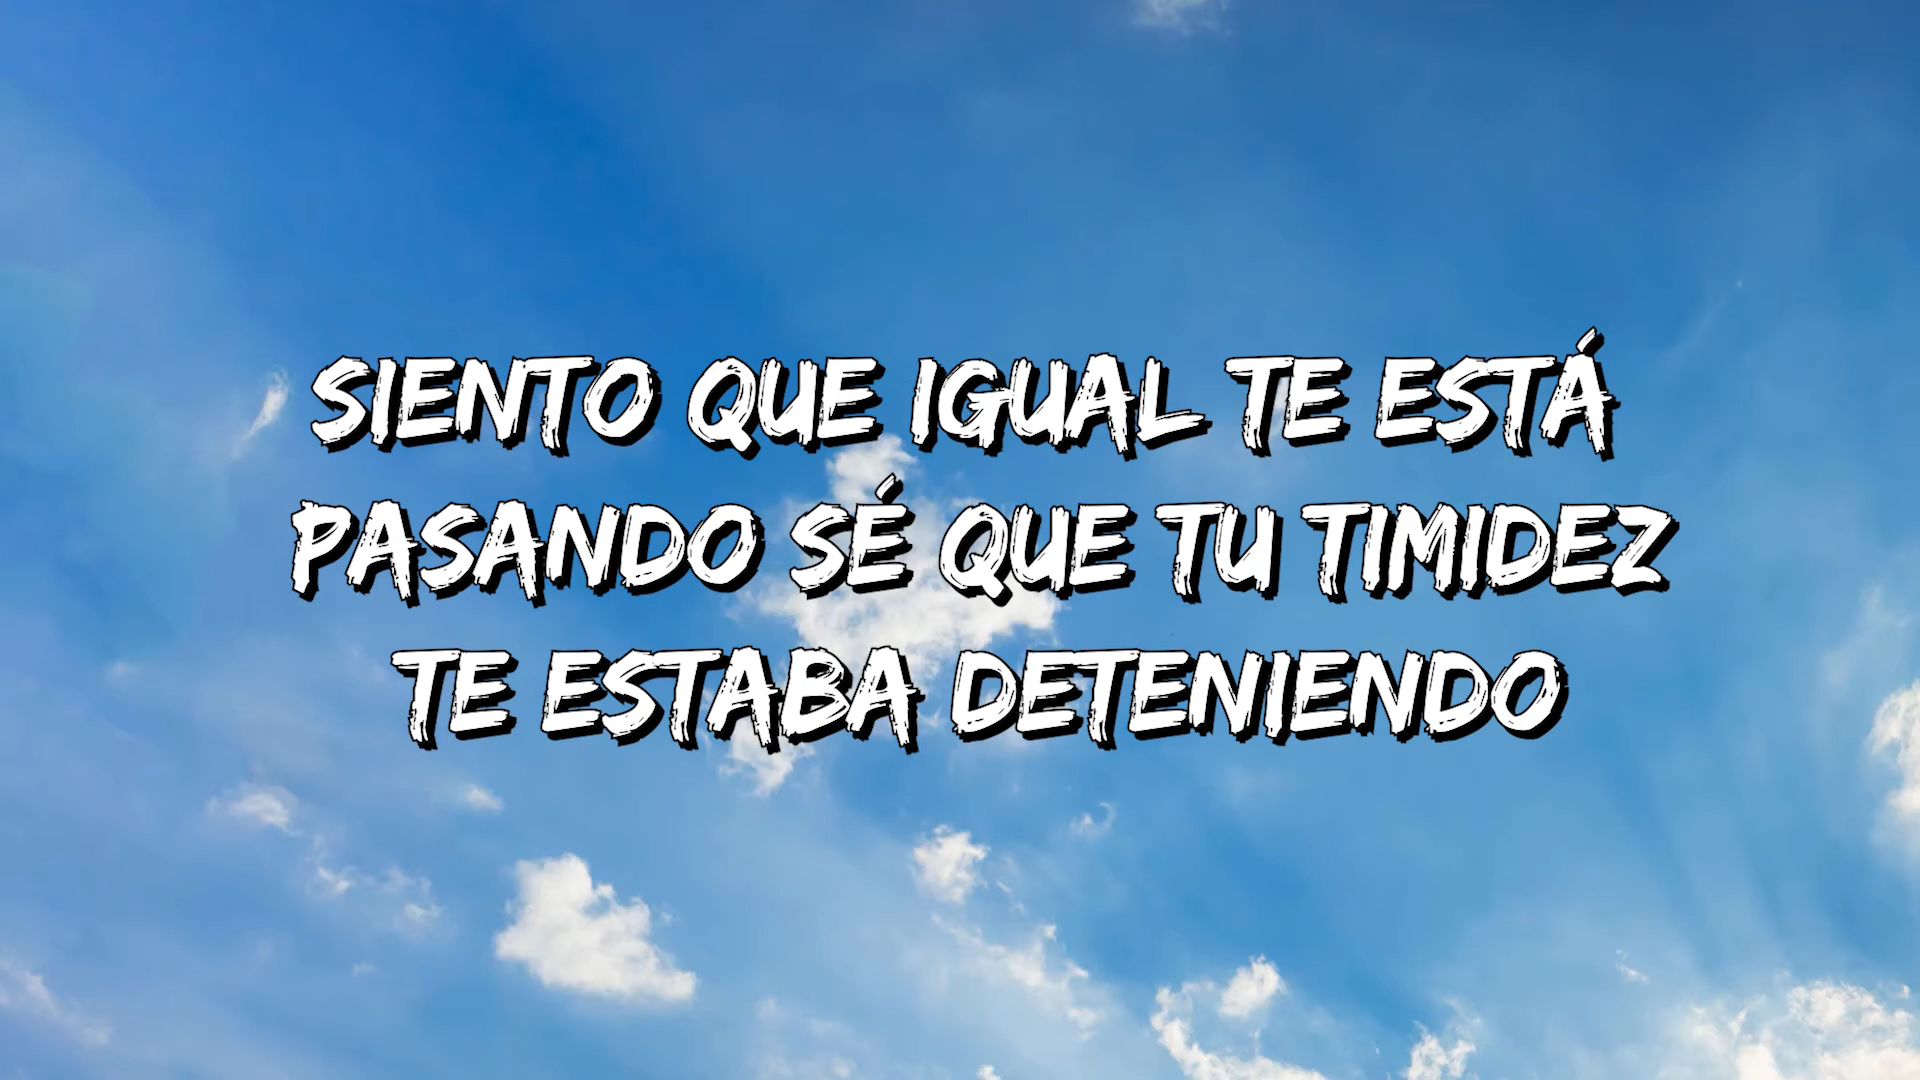 SIENTO QUE IGUAL TE ESTÁ
PASANDO SÉ QUE TU TIMIDEZ
TE ESTABA DETENIENDO